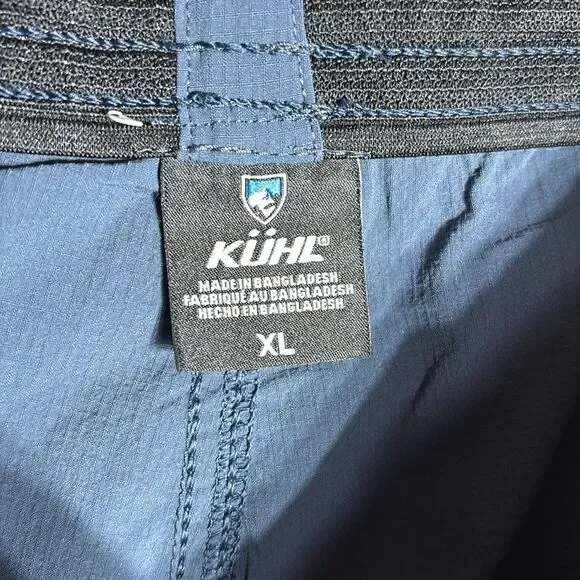 KÜHL®
MADE IN BANGLADESH
FABRIQUÉ AU BANGLADESH
HECHO EN BANGLADESH
XL